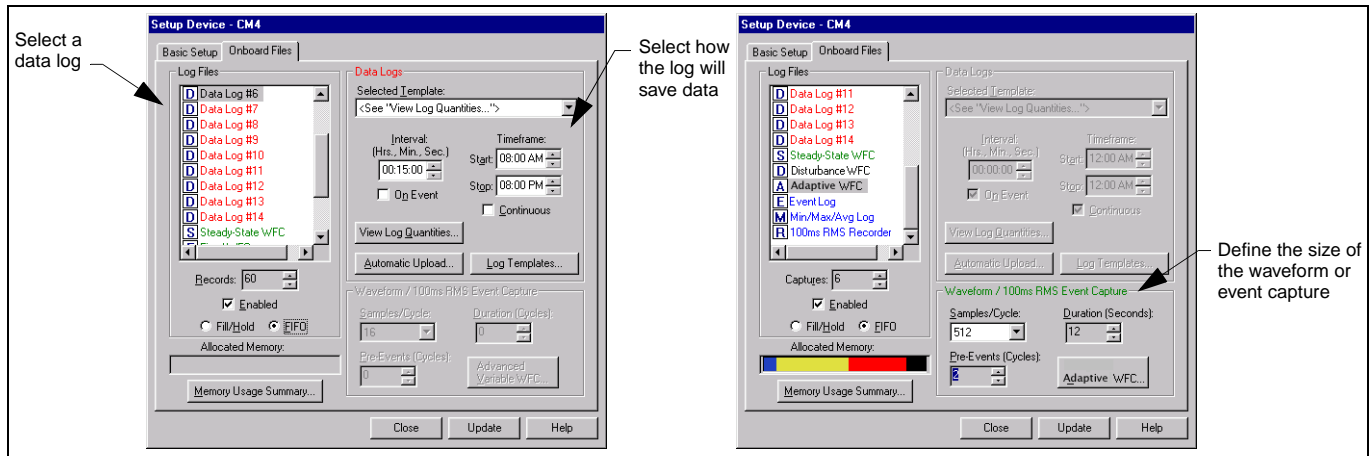 Select a
data log
Setup Device - CM4
Basic Setup
Onboard Files
Log Files
D Data Log #6
D Data Log #7
D Data Log #8
D Data Log #9
D Data Log #10
D Data Log #11
D Data Log #12
D Data Log #13
D Data Log #14
S Steady-State WFC
Records: 60
Enabled
Fill/Hold
FIFO
Allocated Memory:
Memory Usage Summary...
Data Logs
Selected Template:
<See "View Log Quantities...">
Interval:
(Hrs., Min., Sec.)
00:15:00
On Event
Timeframe:
Start: 08:00 AM
Stop: 08:00 PM
Continuous
View Log Quantities...
Automatic Upload...
Log Templates...
Waveform / 100ms RMS Event Capture
Samples/Cycle:
16
Duration (Cycles):
0
Pre-Events (Cycles):
0
Advanced
Variable WFC...
Close
Update
Help
Select how
the log will
save data
Setup Device - CM4
Basic Setup
Onboard Files
Log Files
D Data Log #11
D Data Log #12
D Data Log #13
D Data Log #14
S Steady-State WFC
D Disturbance WFC
A Adaptive WFC
E Event Log
M Min/Max/Avg Log
R 100ms RMS Recorder
Captures: 6
Enabled
Fill/Hold
FIFO
Allocated Memory:
Memory Usage Summary...
Data Logs
Selected Template:
<See "View Log Quantities...">
Interval:
(Hrs., Min., Sec.)
00:00:00
On Event
Timeframe:
Start: 12:00 AM
Stop: 12:00 AM
Continuous
View Log Quantities...
Automatic Upload...
Log Templates...
Waveform / 100ms RMS Event Capture
Samples/Cycle:
512
Duration (Seconds):
12
Pre-Events (Cycles):
2
Adaptive WFC...
Close
Update
Help
Define the size of
the waveform or
event capture